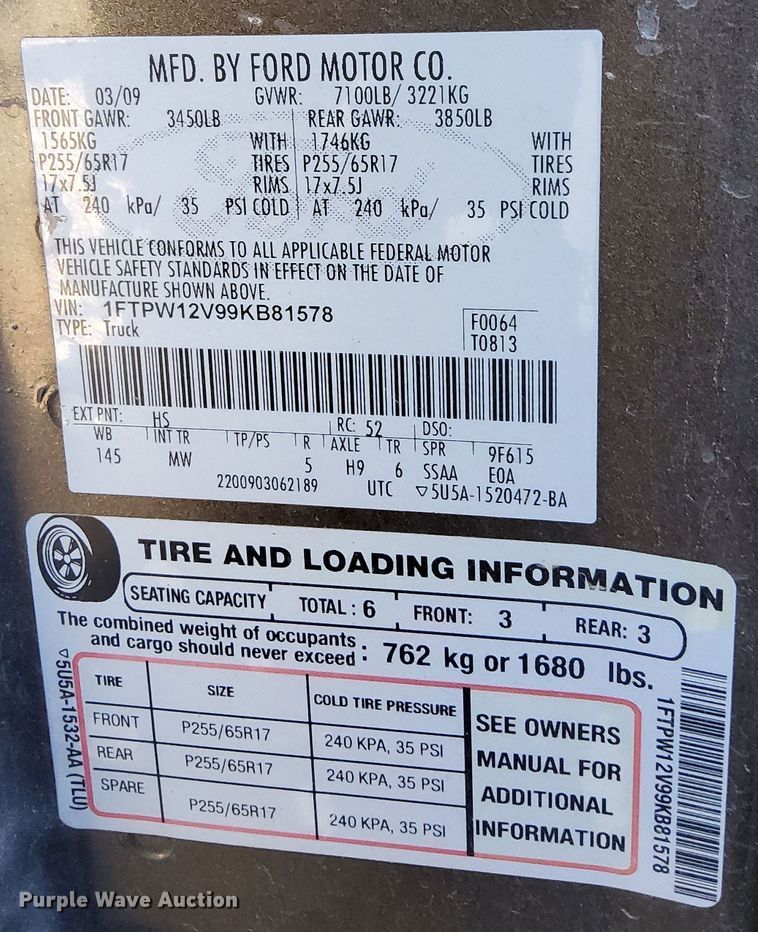 MFD. BY FORD MOTOR CO.
DATE: 03/09 GVWR: 7100LB/ 3221KG
FRONT GAWR: 3450LB REAR GAWR: 3850LB
1565KG WITH 1746KG WITH
P255/65R17 TIRES P255/65R17 TIRES
17x7.5J RIMS 17x7.5J RIMS
AT 240 kPa/ 35 PSI COLD AT 240 kPa/ 35 PSI COLD
THIS VEHICLE CONFORMS TO ALL APPLICABLE FEDERAL MOTOR
VEHICLE SAFETY STANDARDS IN EFFECT ON THE DATE OF
MANUFACTURE SHOWN ABOVE.
VIN: 1FTPW12V99KB81578 F0064
TYPE: Truck T0813
EXT PNT: HS RC: 52 DSO:
WB INT TR TP/PS R AXLE TR SPR 9F615
145 MW 5 H9 6 SSAA E0A
2200903062189 UTC ▽5U5A-1520472-BA
TIRE AND LOADING INFORMATION
SEATING CAPACITY TOTAL : 6 FRONT: 3 REAR: 3
The combined weight of occupants
and cargo should never exceed : 762 kg or 1680 lbs.
TIRE SIZE COLD TIRE PRESSURE
FRONT P255/65R17 240 KPA, 35 PSI
REAR P255/65R17 240 KPA, 35 PSI
SPARE P255/65R17 240 KPA, 35 PSI
SEE OWNERS
MANUAL FOR
ADDITIONAL
INFORMATION
▽5U5A-1532-AA (TLU)
1FTPW12V99KB81578
Purple Wave Auction